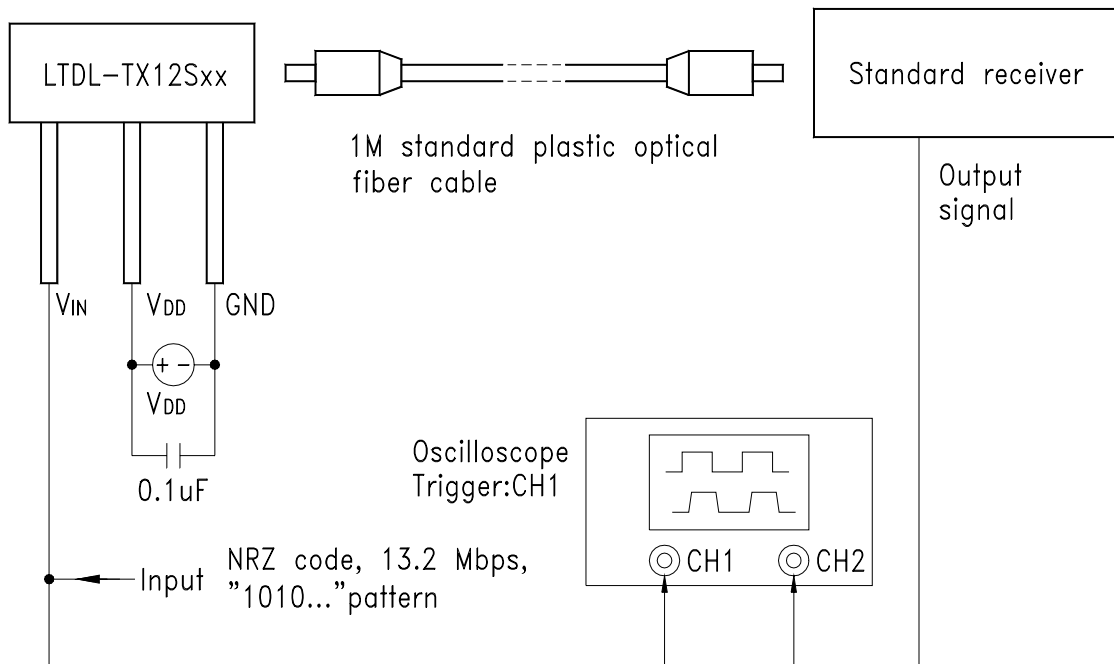 LTDL-TX12Sxx
Standard receiver
1M standard plastic optical
fiber cable
Output
signal
VIN
VDD
GND
+ -
VDD
0.1uF
Oscilloscope
Trigger:CH1
CH1
CH2
Input
NRZ code, 13.2 Mbps,
"1010..."pattern